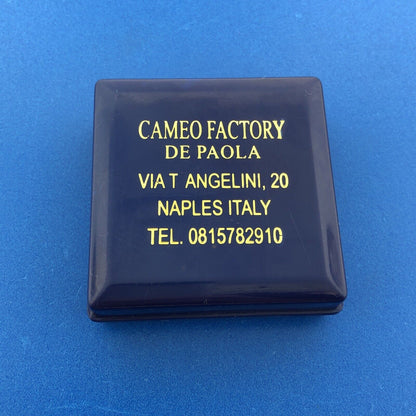 CAMEO FACTORY
DE PAOLA
VIA T ANGELINI, 20
NAPLES ITALY
TEL. 0815782910